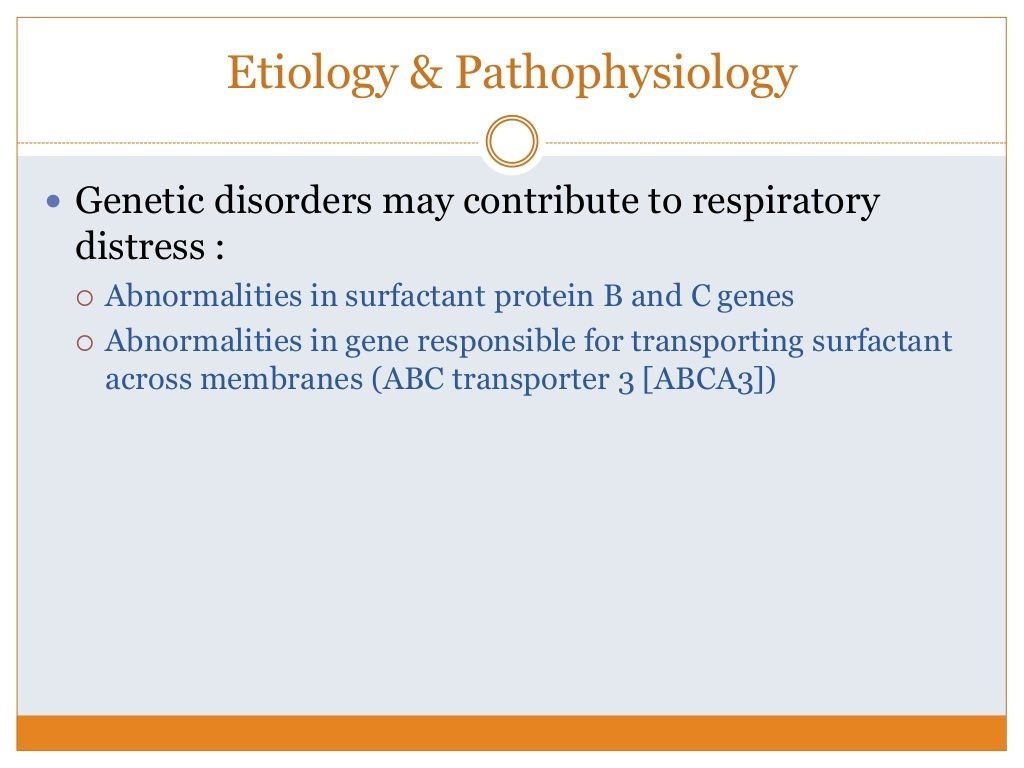 Etiology & Pathophysiology
Genetic disorders may contribute to respiratory
distress :
Abnormalities in surfactant protein B and C genes
Abnormalities in gene responsible for transporting surfactant
across membranes (ABC transporter 3 [ABCA3])